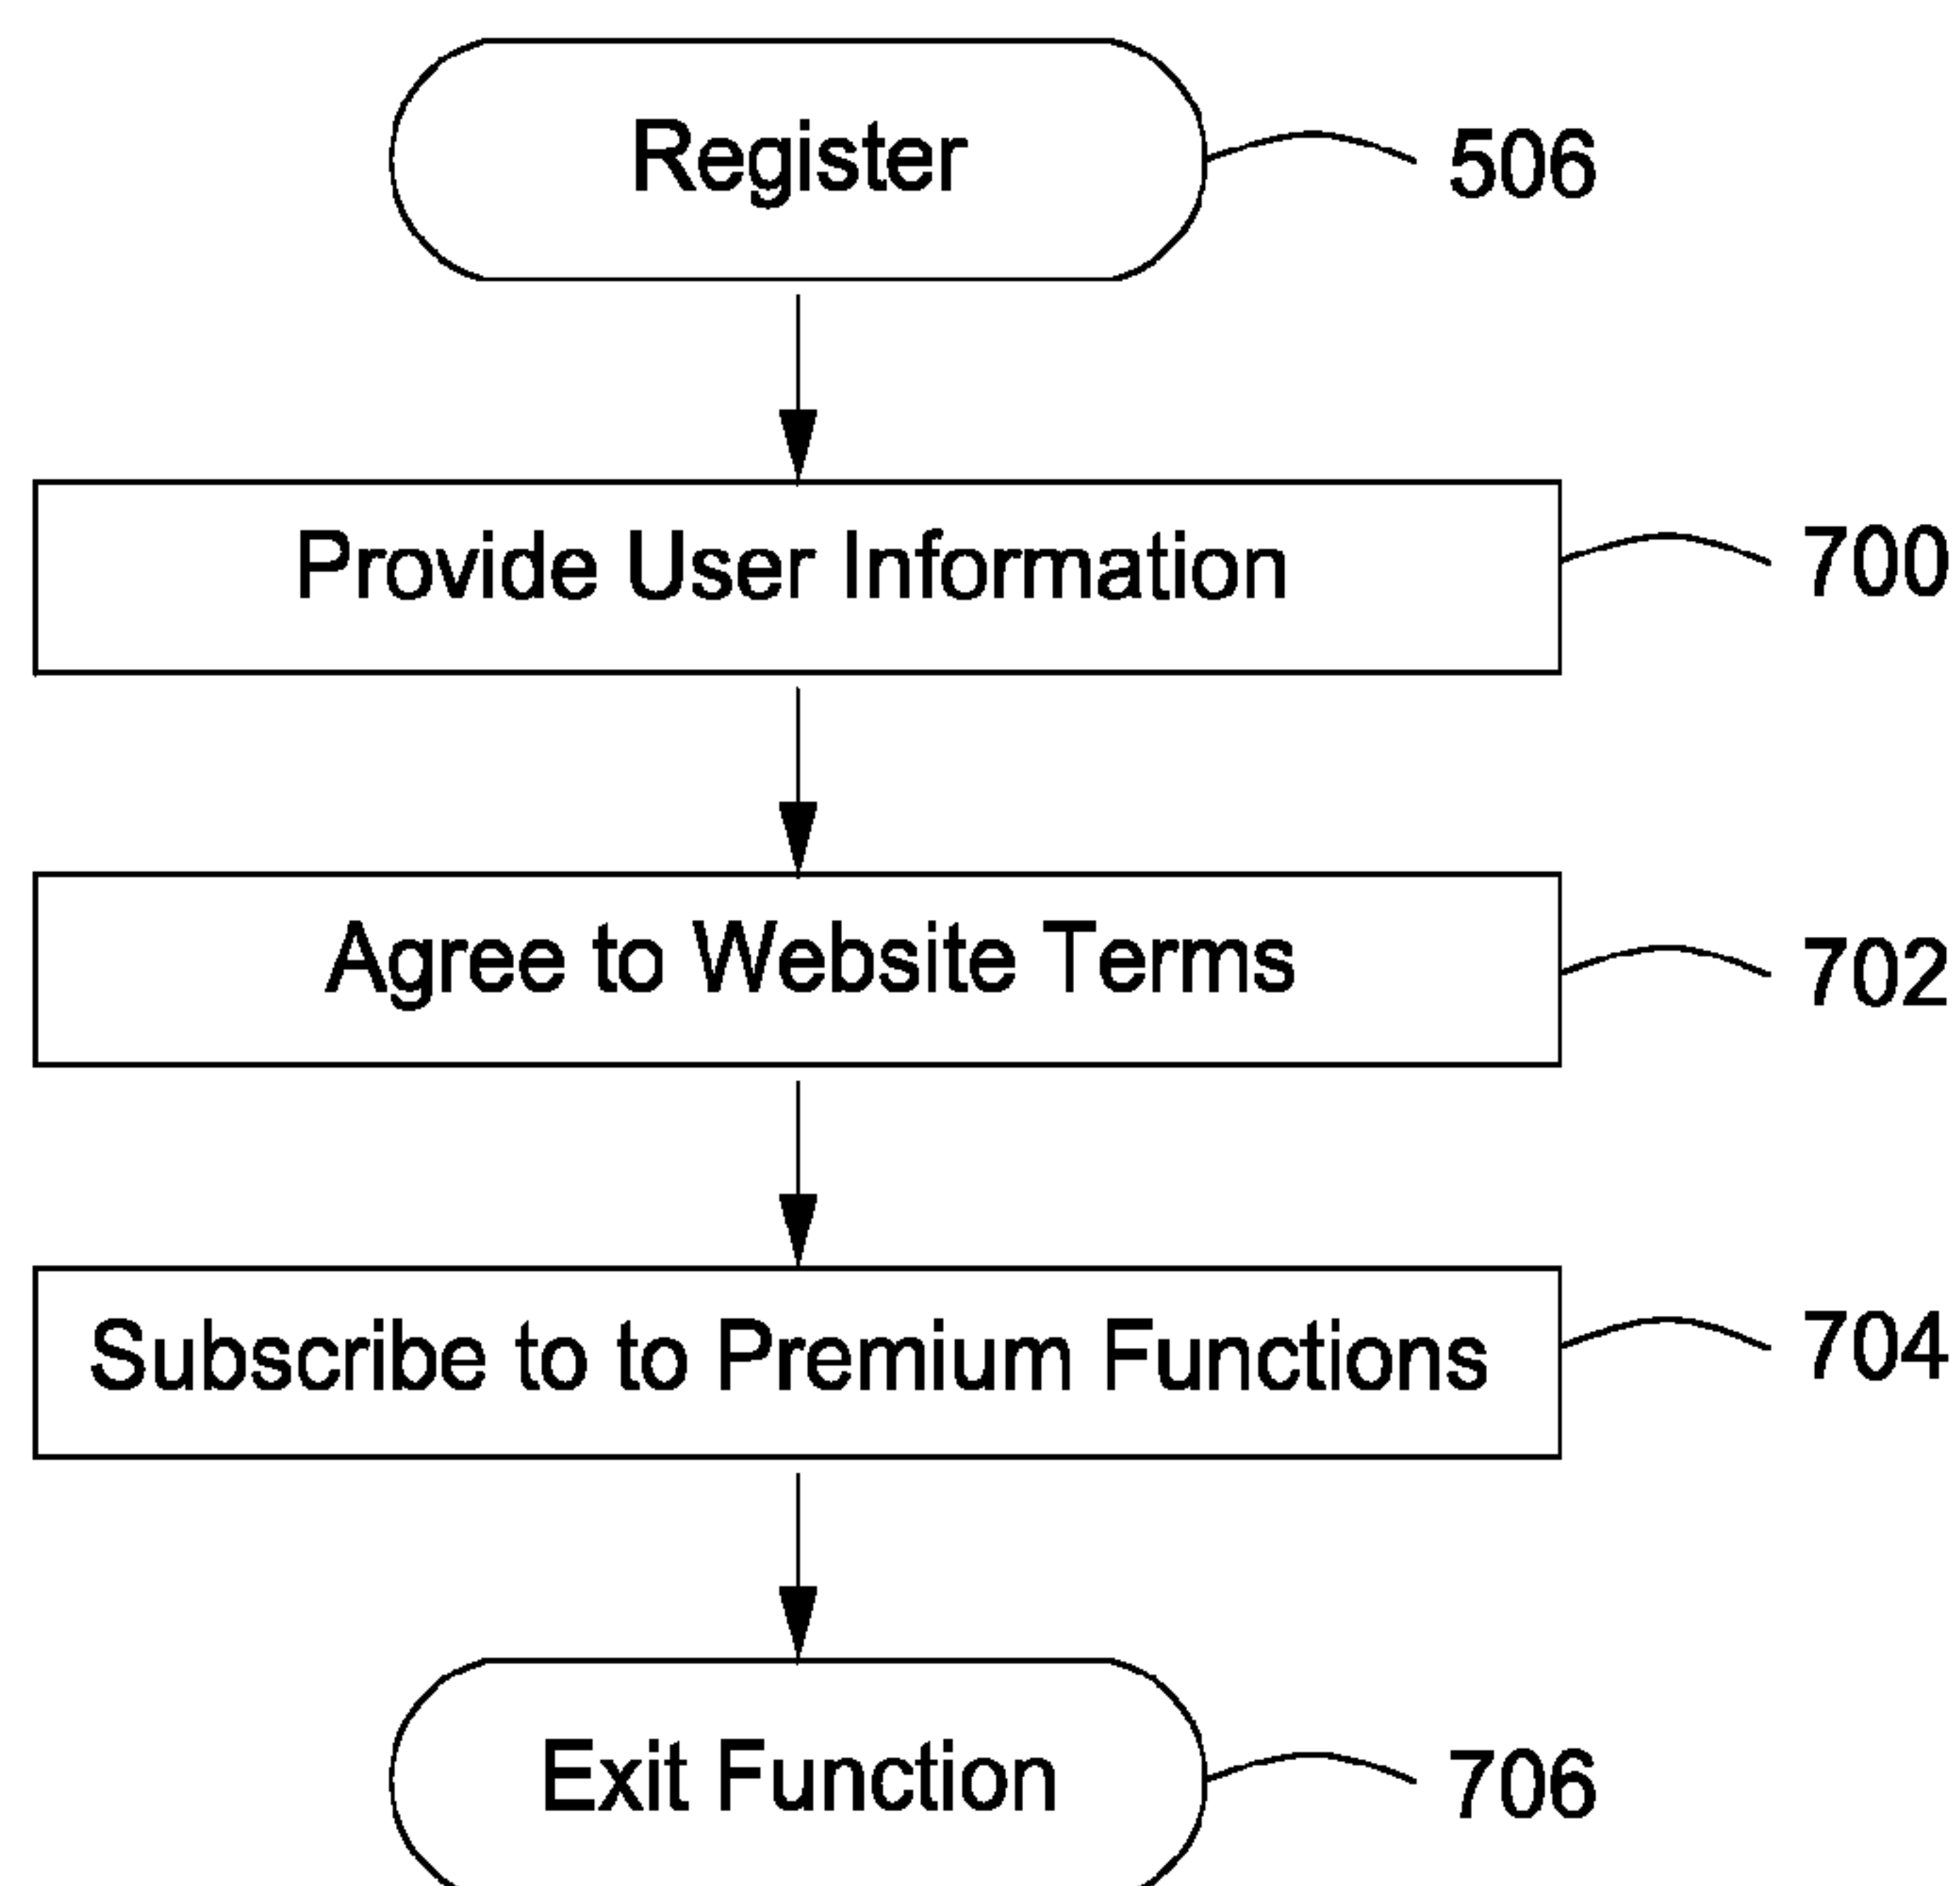 Register
506
Provide User Information
700
Agree to Website Terms
702
Subscribe to to Premium Functions
704
Exit Function
706